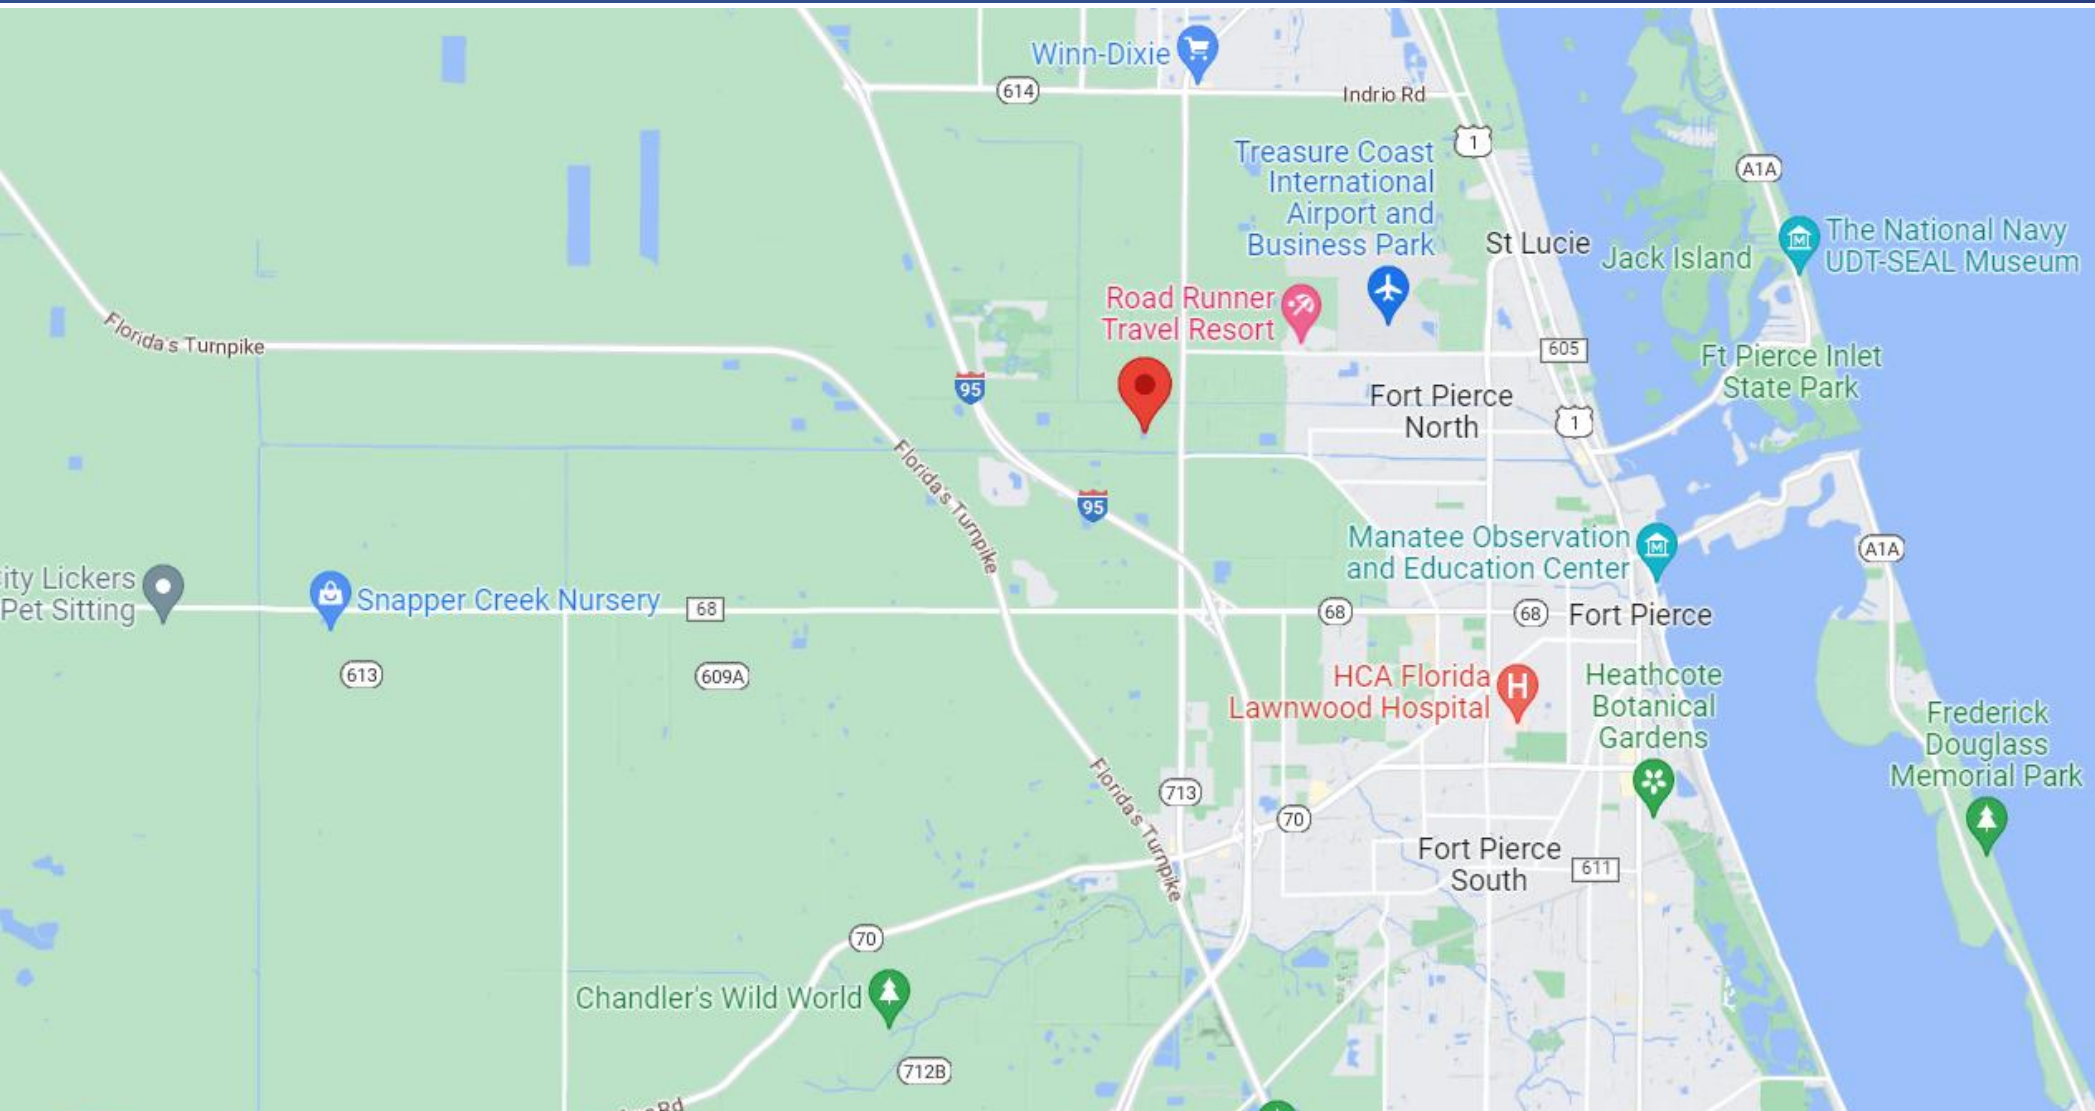 Winn-Dixie
614
Indrio Rd
1
Treasure Coast
International
Airport and
Business Park
A1A
St Lucie
Jack Island
The National Navy
UDT-SEAL Museum
Road Runner
Travel Resort
Florida's Turnpike
605
Ft Pierce Inlet
State Park
95
Fort Pierce
North
1
Florida's Turnpike
95
Manatee Observation
and Education Center
A1A
ity Lickers
Pet Sitting
Snapper Creek Nursery
68
68
68
Fort Pierce
613
609A
HCA Florida
Lawnwood Hospital
Heathcote
Botanical
Gardens
Frederick
Douglass
Memorial Park
Florida's Turnpike
713
70
Fort Pierce
South
611
70
Chandler's Wild World
712B
Rd